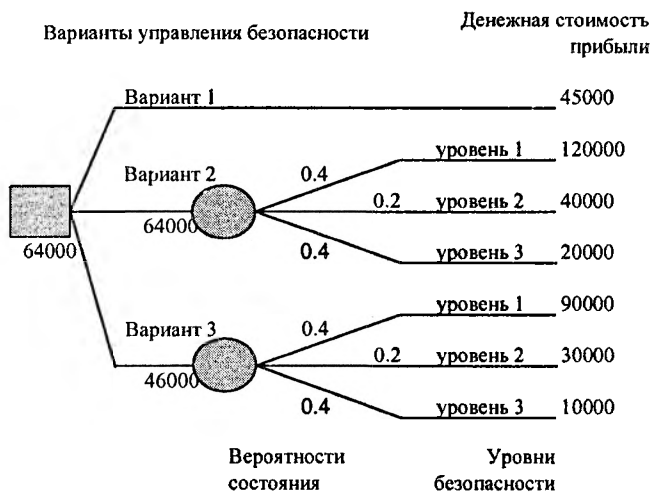 Варианты управления безопасности
Денежная стоимость
прибыли
Вариант 1
45000
уровень 1
120000
0.4
Вариант 2
0.2
уровень 2
40000
64000
64000
0.4
уровень 3
20000
уровень 1
90000
0.4
Вариант 3
0.2
уровень 2
30000
46000
0.4
уровень 3
10000
Вероятности
состояния
Уровни
безопасности